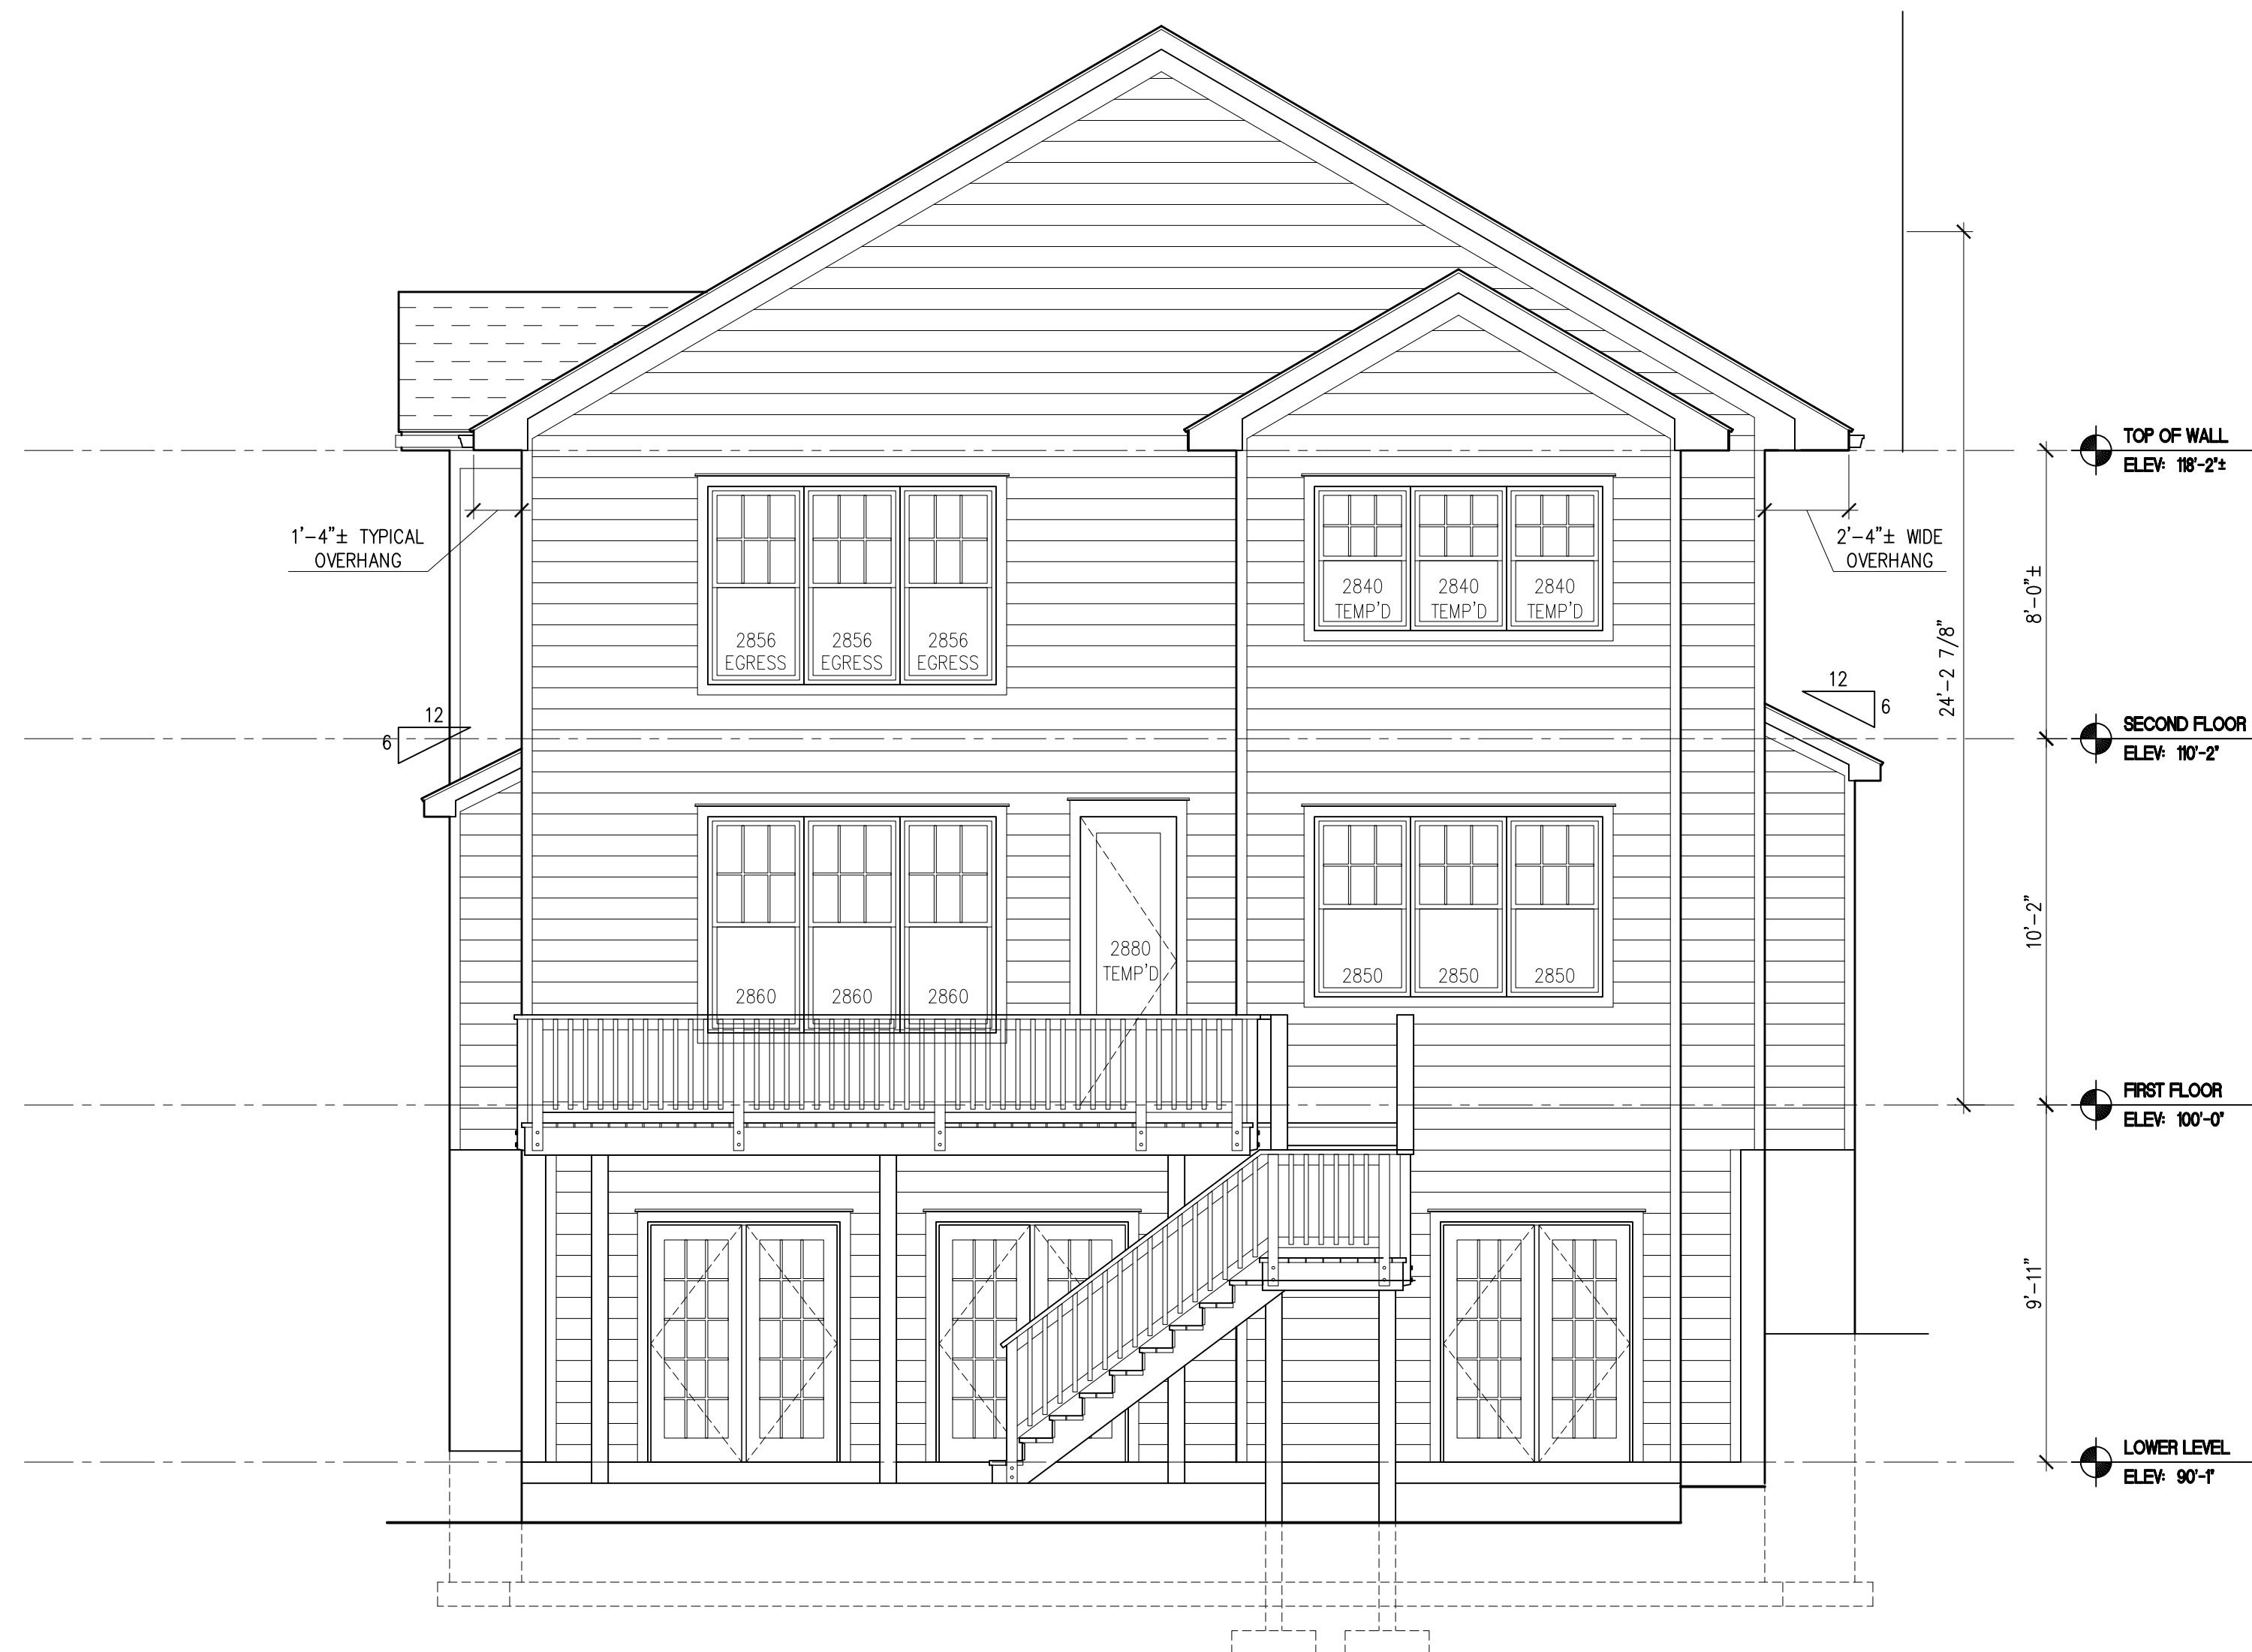 TOP OF WALL
ELEV: 118'-2"±
1'-4"± TYPICAL
OVERHANG
2'-4"± WIDE
OVERHANG
8'-0"±
24'-2 7/8"
2840
TEMP'D
2840
TEMP'D
2840
TEMP'D
2856
EGRESS
2856
EGRESS
2856
EGRESS
12
6
12
6
SECOND FLOOR
ELEV: 110'-2"
10'-2"
2880
TEMP'D
2860
2860
2860
2850
2850
2850
FIRST FLOOR
ELEV: 100'-0"
9'-11"
LOWER LEVEL
ELEV: 90'-1"